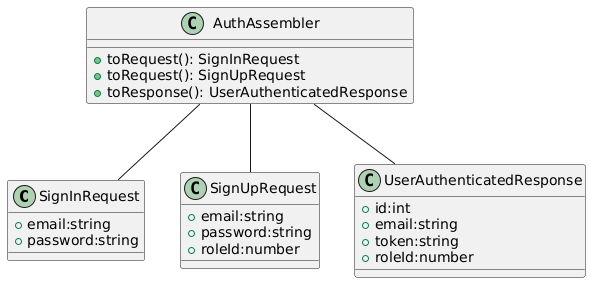 C AuthAssembler
toRequest(): SignInRequest
toRequest(): SignUpRequest
toResponse(): UserAuthenticatedResponse
C SignInRequest
email:string
password:string
C SignUpRequest
email:string
password:string
roleId:number
C UserAuthenticatedResponse
id:int
email:string
token:string
roleId:number